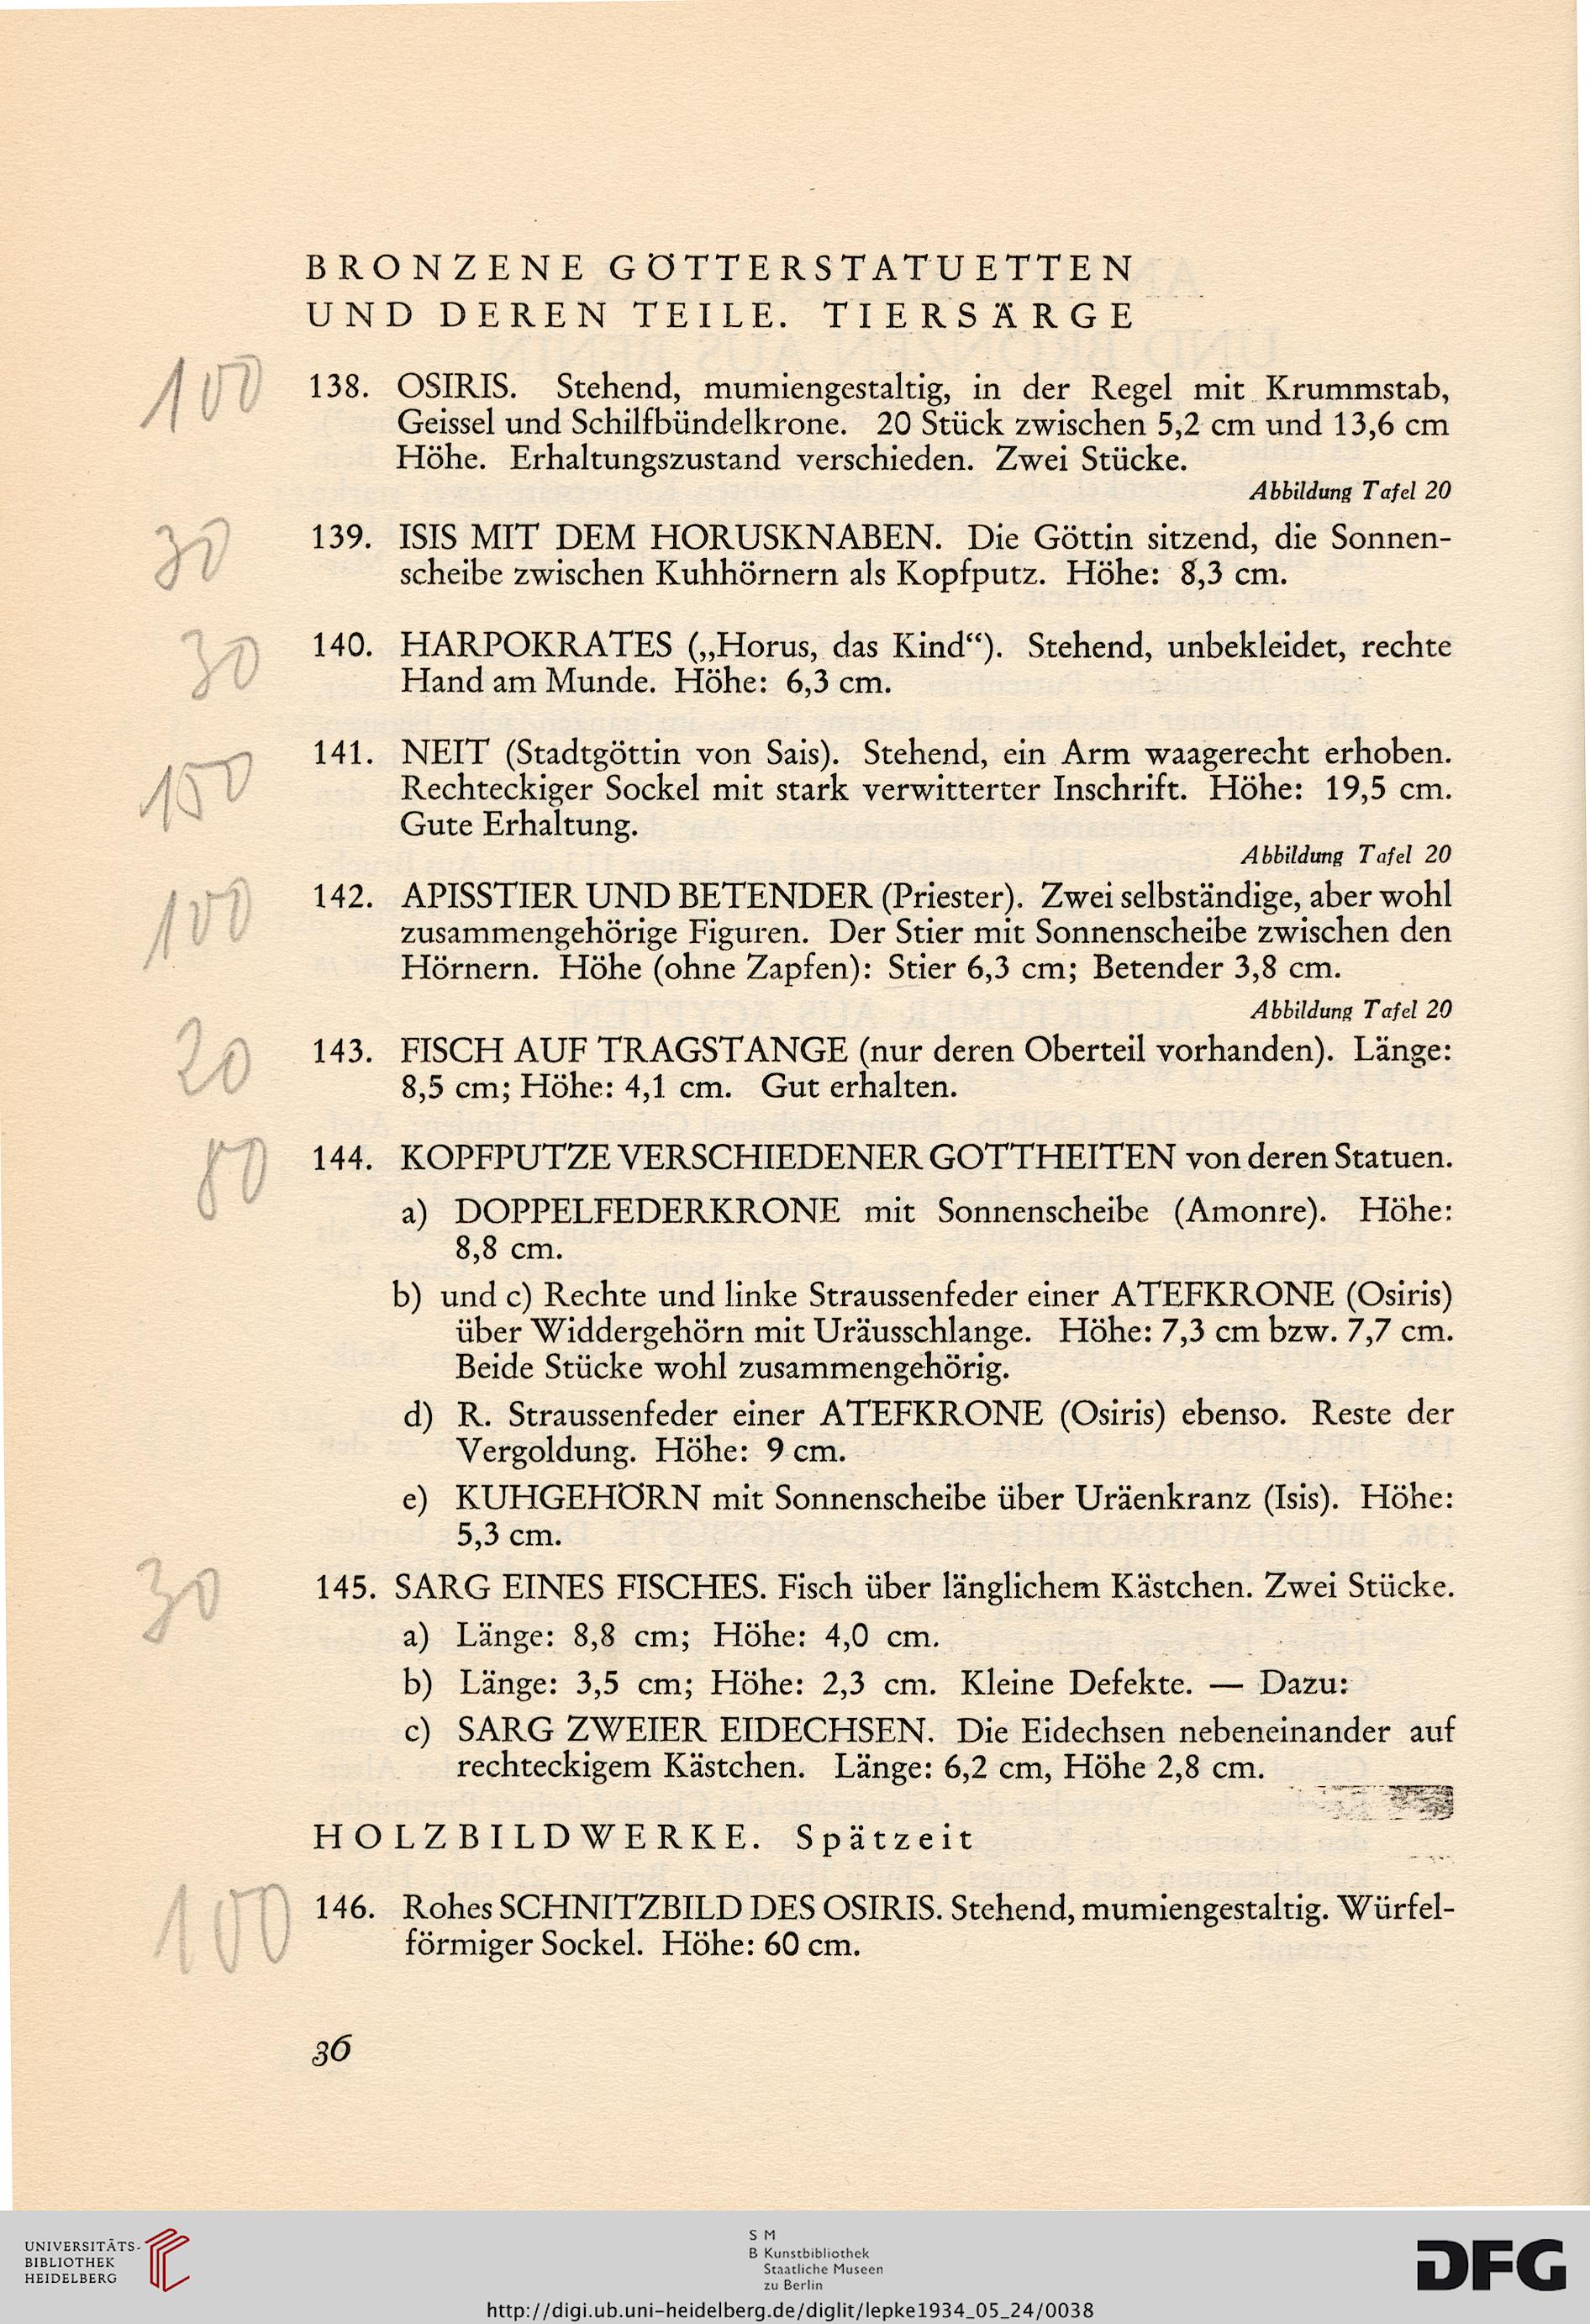 BRONZENE GÖTTERSTATUETTEN
UND DEREN TEILE. TIERSÄRGE
100
138. OSIRIS. Stehend, mumiengestaltig, in der Regel mit Krummstab,
Geissel und Schilfbündelkrone. 20 Stück zwischen 5,2 cm und 13,6 cm
Höhe. Erhaltungszustand verschieden. Zwei Stücke.
Abbildung Tafel 20
30
139. ISIS MIT DEM HORUSKNABEN. Die Göttin sitzend, die Sonnen-
scheibe zwischen Kuhhörnern als Kopfputz. Höhe: 8,3 cm.
30
140. HARPOKRATES („Horus, das Kind“). Stehend, unbekleidet, rechte
Hand am Munde. Höhe: 6,3 cm.
150
141. NEIT (Stadtgöttin von Sais). Stehend, ein Arm waagerecht erhoben.
Rechteckiger Sockel mit stark verwitterter Inschrift. Höhe: 19,5 cm.
Gute Erhaltung.
Abbildung Tafel 20
100
142. APISSTIER UND BETENDER (Priester). Zwei selbständige, aber wohl
zusammengehörige Figuren. Der Stier mit Sonnenscheibe zwischen den
Hörnern. Höhe (ohne Zapfen): Stier 6,3 cm; Betender 3,8 cm.
Abbildung Tafel 20
20
143. FISCH AUF TRAGSTANGE (nur deren Oberteil vorhanden). Länge:
8,5 cm; Höhe: 4,1 cm. Gut erhalten.
80
144. KOPFPUTZE VERSCHIEDENER GOTTHEITEN von deren Statuen.
a) DOPPELFEDERKRONE mit Sonnenscheibe (Amonre). Höhe:
8,8 cm.
b) und c) Rechte und linke Straussenfeder einer ATEFKRONE (Osiris)
über Widdergehörn mit Uräusschlange. Höhe: 7,3 cm bzw. 7,7 cm.
Beide Stücke wohl zusammengehörig.
d) R. Straussenfeder einer ATEFKRONE (Osiris) ebenso. Reste der
Vergoldung. Höhe: 9 cm.
e) KUHGEHÖRN mit Sonnenscheibe über Uräenkranz (Isis). Höhe:
5,3 cm.
30
145. SARG EINES FISCHES. Fisch über länglichem Kästchen. Zwei Stücke.
a) Länge: 8,8 cm; Höhe: 4,0 cm.
b) Länge: 3,5 cm; Höhe: 2,3 cm. Kleine Defekte. — Dazu:
c) SARG ZWEIER EIDECHSEN. Die Eidechsen nebeneinander auf
rechteckigem Kästchen. Länge: 6,2 cm, Höhe 2,8 cm.
HOLZBILDWERKE. Spätzeit
100
146. Rohes SCHNITZBILD DES OSIRIS. Stehend, mumiengestaltig. Würfel-
förmiger Sockel. Höhe: 60 cm.
36
UNIVERSITÄTS-
BIBLIOTHEK
HEIDELBERG
S M
B Kunstbibliothek
Staatliche Museen
zu Berlin
DFG
http://digi.ub.uni-heidelberg.de/diglit/lepke1934_05_24/0038